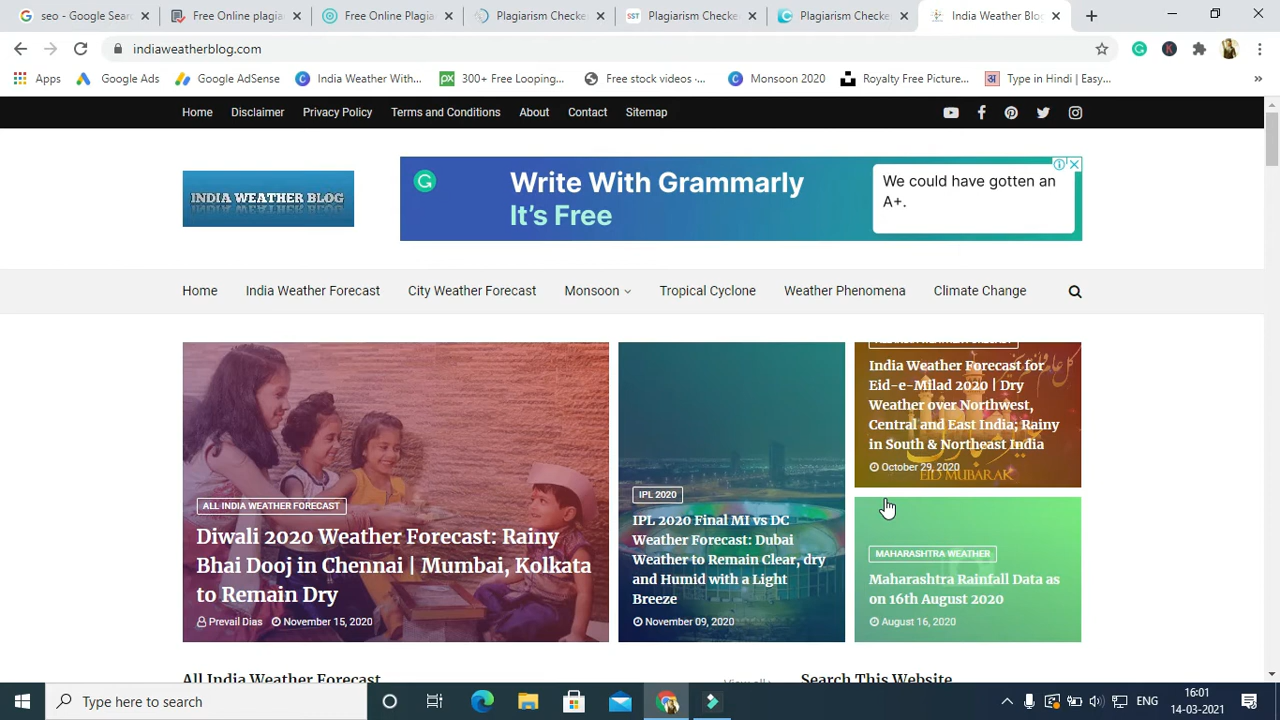 seo - Google Sear
Free Online plagia
Free Online Plagia
Plagiarism Checke
Plagiarism Checke
Plagiarism Checke
India Weather Blo
indiaweatherblog.com
Apps
Google Ads
Google AdSense
India Weather With...
300+ Free Looping...
Free stock videos -...
Monsoon 2020
Royalty Free Picture...
Type in Hindi | Easy...
Home
Disclaimer
Privacy Policy
Terms and Conditions
About
Contact
Sitemap
INDIA WEATHER BLOG
Write With Grammarly
It's Free
We could have gotten an
A+.
Home
India Weather Forecast
City Weather Forecast
Monsoon
Tropical Cyclone
Weather Phenomena
Climate Change
ALL INDIA WEATHER FORECAST
Diwali 2020 Weather Forecast: Rainy
Bhai Dooj in Chennai | Mumbai, Kolkata
to Remain Dry
Prevail Dias November 15, 2020
IPL 2020
IPL 2020 Final MI vs DC
Weather Forecast: Dubai
Weather to Remain Clear, dry
and Humid with a Light
Breeze
November 09, 2020
India Weather Forecast for
Eid-e-Milad 2020 | Dry
Weather over Northwest,
Central and East India; Rainy
in South & Northeast India
October 29, 2020
EID MUBARAK
MAHARASHTRA WEATHER
Maharashtra Rainfall Data as
on 16th August 2020
August 16, 2020
All India Weather Forecast
View all
Search This Website
Type here to search
ENG
16:01
14-03-2021